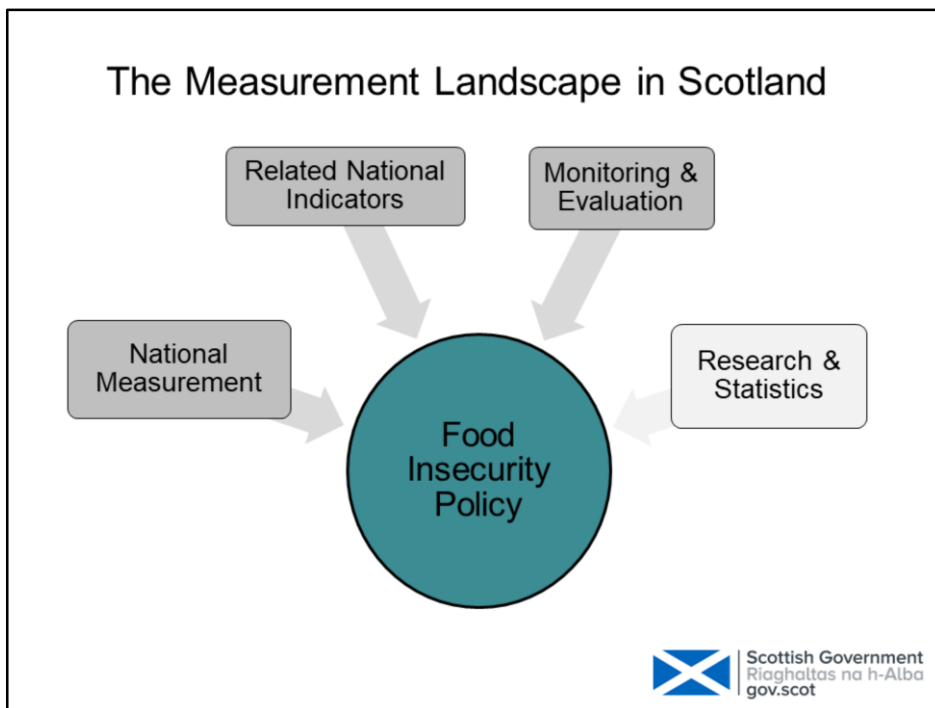 The Measurement Landscape in Scotland
Related National
Indicators
Monitoring &
Evaluation
National
Measurement
Research &
Statistics
Food
Insecurity
Policy
Scottish Government
Riaghaltas na h-Alba
gov.scot